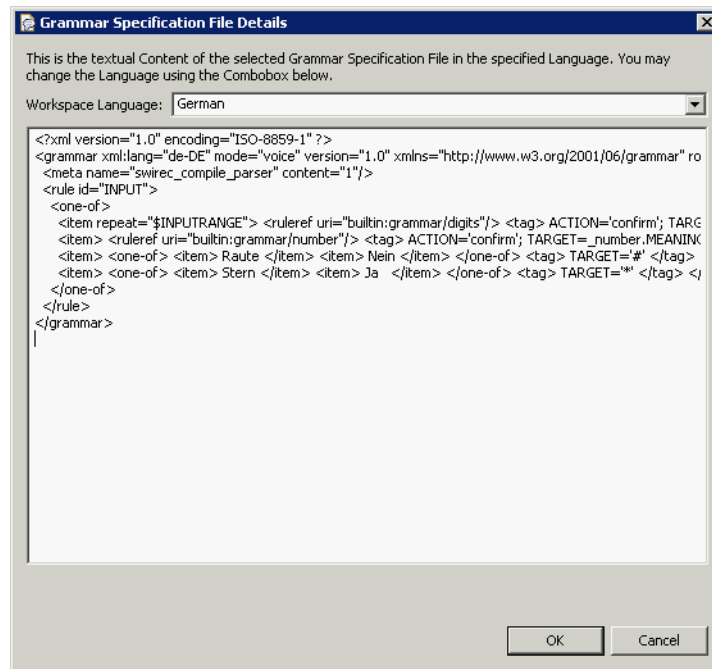 Grammar Specification File Details
This is the textual Content of the selected Grammar Specification File in the specified Language. You may
change the Language using the Combobox below.
Workspace Language: German
<?xml version="1.0" encoding="ISO-8859-1" ?>
<grammar xml:lang="de-DE" mode="voice" version="1.0" xmlns="http://www.w3.org/2001/06/grammar" ro
<meta name="swirec_compile_parser" content="1"/>
<rule id="INPUT">
<one-of>
<item repeat="$INPUTRANGE"> <ruleref uri="builtin:grammar/digits"/> <tag> ACTION='confirm'; TARG
<item> <ruleref uri="builtin:grammar/number"/> <tag> ACTION='confirm'; TARGET=_number.MEANING
<item> <one-of> <item> Raute </item> <item> Nein </item> </one-of> <tag> TARGET='#' </tag>
<item> <one-of> <item> Stern </item> <item> Ja </item> </one-of> <tag> TARGET='*' </tag> </
</one-of>
</rule>
</grammar>
OK Cancel